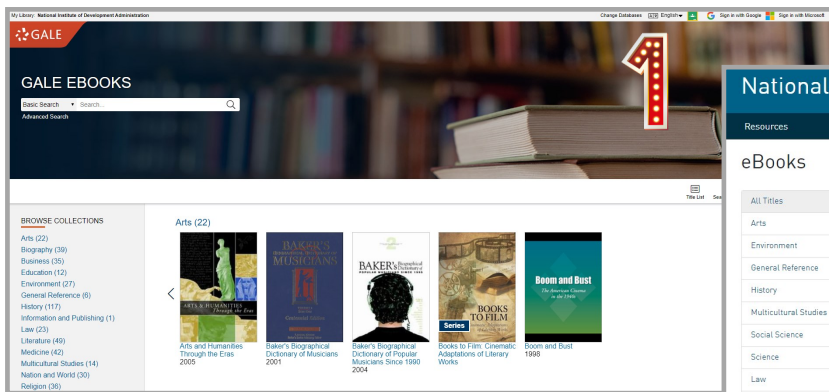 My Library: National Institute of Development Administration
Change Databases
English
Sign in with Google
Sign in with Microsoft
GALE
1
GALE EBOOKS
Basic Search
Search...
Advanced Search
Title List
BROWSE COLLECTIONS
Arts (22)
Biography (39)
Business (35)
Education (12)
Environment (27)
General Reference (6)
History (117)
Information and Publishing (1)
Law (23)
Literature (49)
Medicine (42)
Multicultural Studies (14)
Nation and World (30)
Religion (36)
Arts (22)
ARTS & HUMANITIES
Through the Eras
Arts and Humanities
Through the Eras
2005
BAKER'S
MUSICIANS
Baker's Biographical
Dictionary of Musicians
2001
BAKER'S Biographical
Dictionary of
POPULAR MUSICIANS SINCE 1990
Baker's Biographical
Dictionary of Popular
Musicians Since 1990
2004
BOOKS
TO FILM
Series
Books to Film: Cinematic
Adaptations of Literary
Works
Boom and Bust
The American Cinema
in the 1940s
Boom and Bust
1998
National
Resources
eBooks
All Titles
Arts
Environment
General Reference
History
Multicultural Studies
Social Science
Science
Law